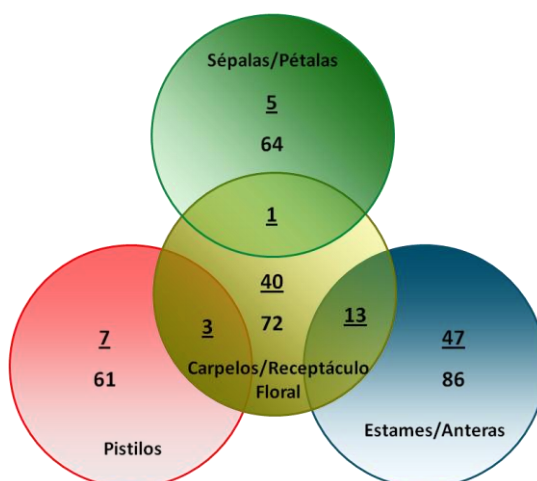 Sépalas/Pétalas
5
64
1
40
72
Carpelos/Receptáculo
Floral
7
61
3
Pistilos
13
47
86
Estames/Anteras